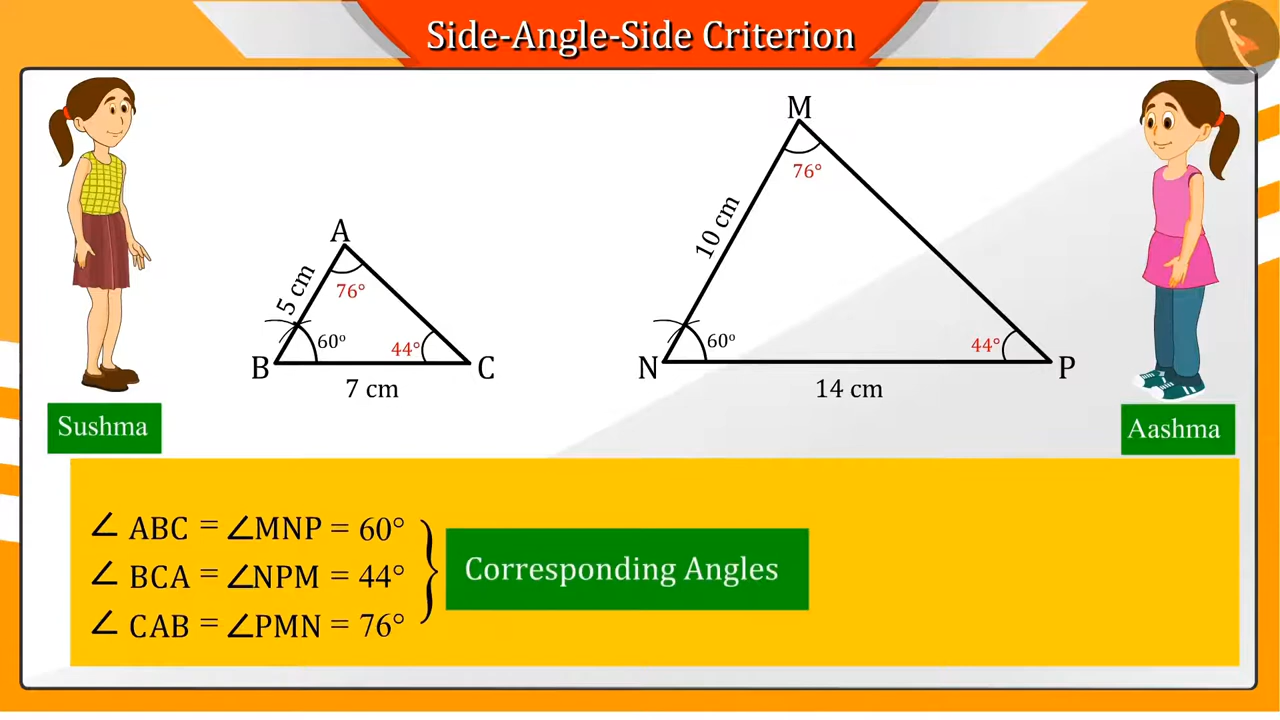 Side-Angle-Side Criterion
M
76°
10 cm
A
5 cm
76°
60°
44°
B
C
7 cm
60°
44°
N
P
14 cm
Sushma
Aashma
∠ ABC = ∠MNP = 60°
∠ BCA = ∠NPM = 44°
∠ CAB = ∠PMN = 76°
Corresponding Angles